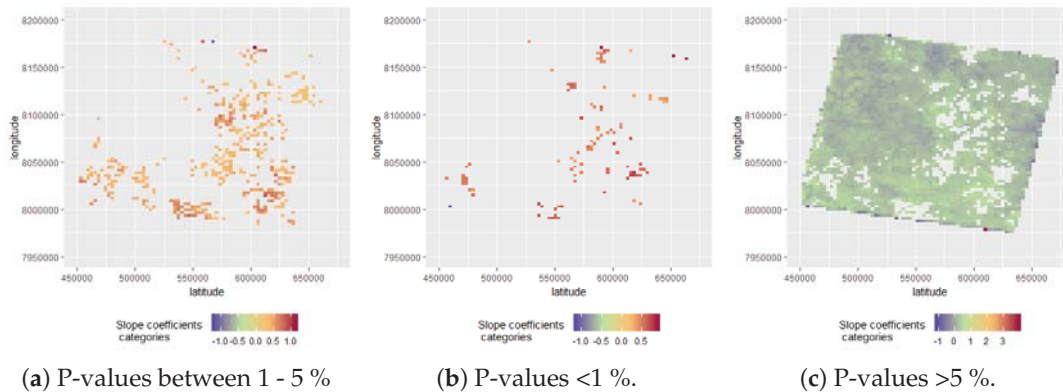 8200000
8150000
8100000
8050000
8000000
7950000
longitude
450000 500000 550000 600000 650000
latitude
Slope coefficients
categories
-1.0 -0.5 0.0 0.5 1.0
(a) P-values between 1 - 5 %
8200000
8150000
8100000
8050000
8000000
7950000
longitude
450000 500000 550000 600000 650000
latitude
Slope coefficients
categories
-1.0 -0.5 0.0 0.5
(b) P-values <1 %.
8200000
8150000
8100000
8050000
8000000
7950000
longitude
450000 500000 550000 600000 650000
latitude
Slope coefficients
categories
-1 0 1 2 3
(c) P-values >5 %.